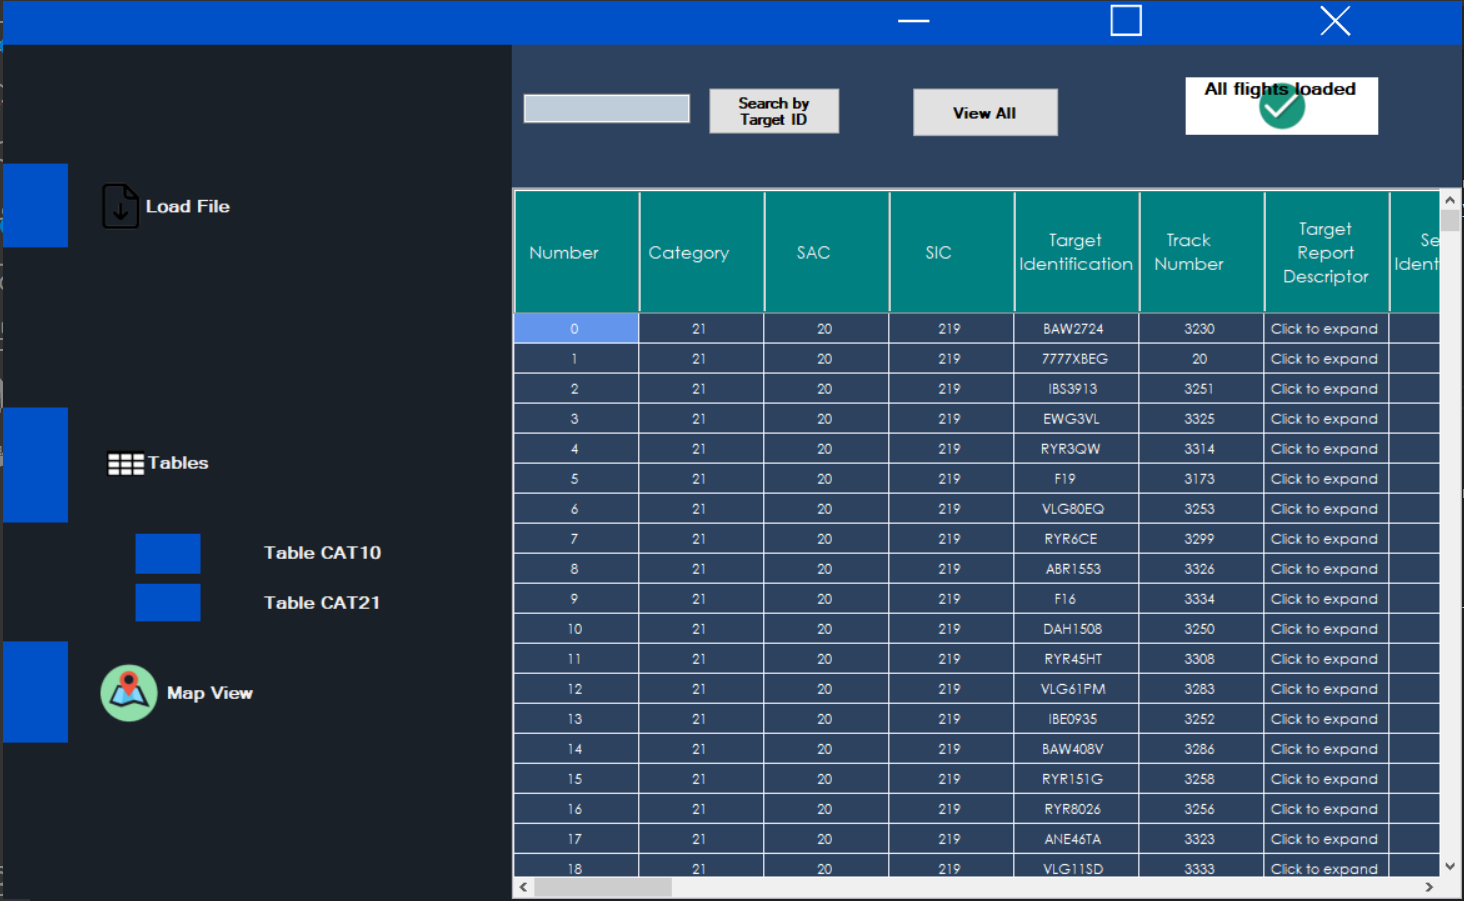 Search by
Target ID
View All
All flights loaded
Load File
Tables
Table CAT10
Table CAT21
Map View
Number Category SAC SIC Target Identification Track Number Target Report Descriptor Se Ident
0 21 20 219 BAW2724 3230 Click to expand
1 21 20 219 7777XBEG 20 Click to expand
2 21 20 219 IBS3913 3251 Click to expand
3 21 20 219 EWG3VL 3325 Click to expand
4 21 20 219 RYR3QW 3314 Click to expand
5 21 20 219 F19 3173 Click to expand
6 21 20 219 VLG80EQ 3253 Click to expand
7 21 20 219 RYR6CE 3299 Click to expand
8 21 20 219 ABR1553 3326 Click to expand
9 21 20 219 F16 3334 Click to expand
10 21 20 219 DAH1508 3250 Click to expand
11 21 20 219 RYR45HT 3308 Click to expand
12 21 20 219 VLG61PM 3283 Click to expand
13 21 20 219 IBE0935 3252 Click to expand
14 21 20 219 BAW408V 3286 Click to expand
15 21 20 219 RYR151G 3258 Click to expand
16 21 20 219 RYR8026 3256 Click to expand
17 21 20 219 ANE46TA 3323 Click to expand
18 21 20 219 VLG11SD 3333 Click to expand